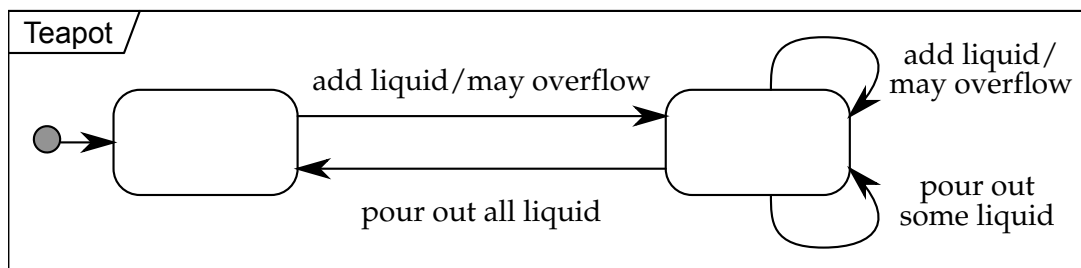 Teapot
add liquid/may overflow
add liquid/
may overflow
pour out all liquid
pour out
some liquid